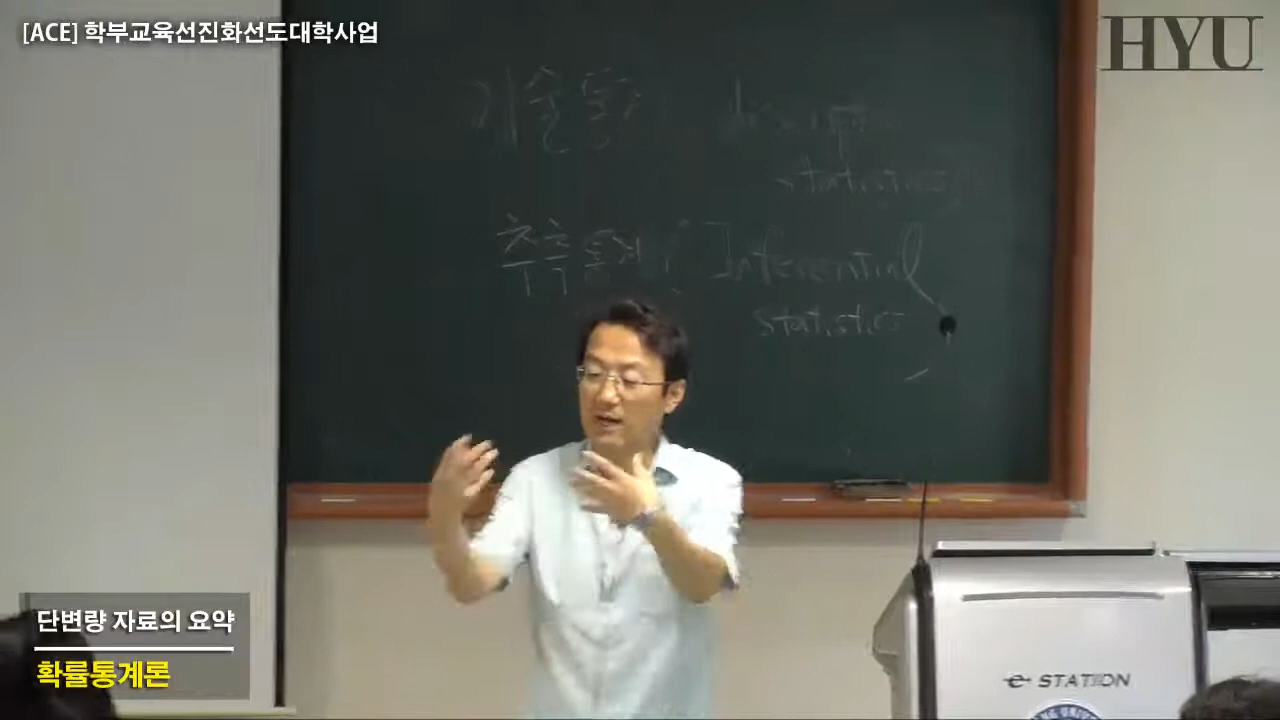 [ACE] 학부교육선진화선도대학사업
HYU
기술통
추측통계
Inferential
statistics
단변량 자료의 요약
확률통계론
e-STATION